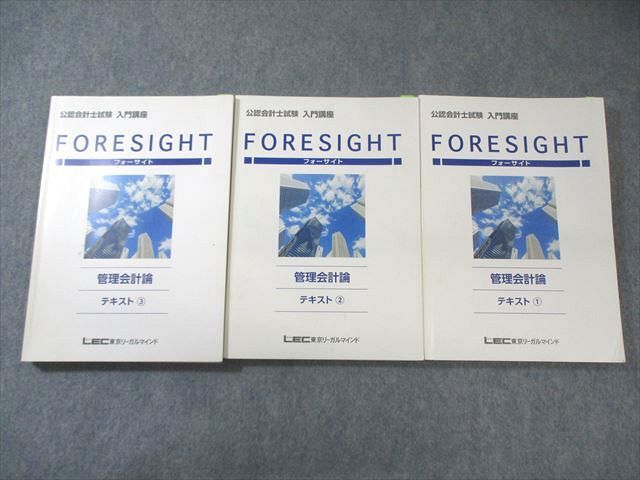 公認会計士試験 入門講座
FORESIGHT
フォーサイト
管理会計論
テキスト③
LEC東京リーガルマインド
公認会計士試験 入門講座
FORESIGHT
フォーサイト
管理会計論
テキスト②
LEC東京リーガルマインド
公認会計士試験 入門講座
FORESIGHT
フォーサイト
管理会計論
テキスト①
LEC東京リーガルマインド